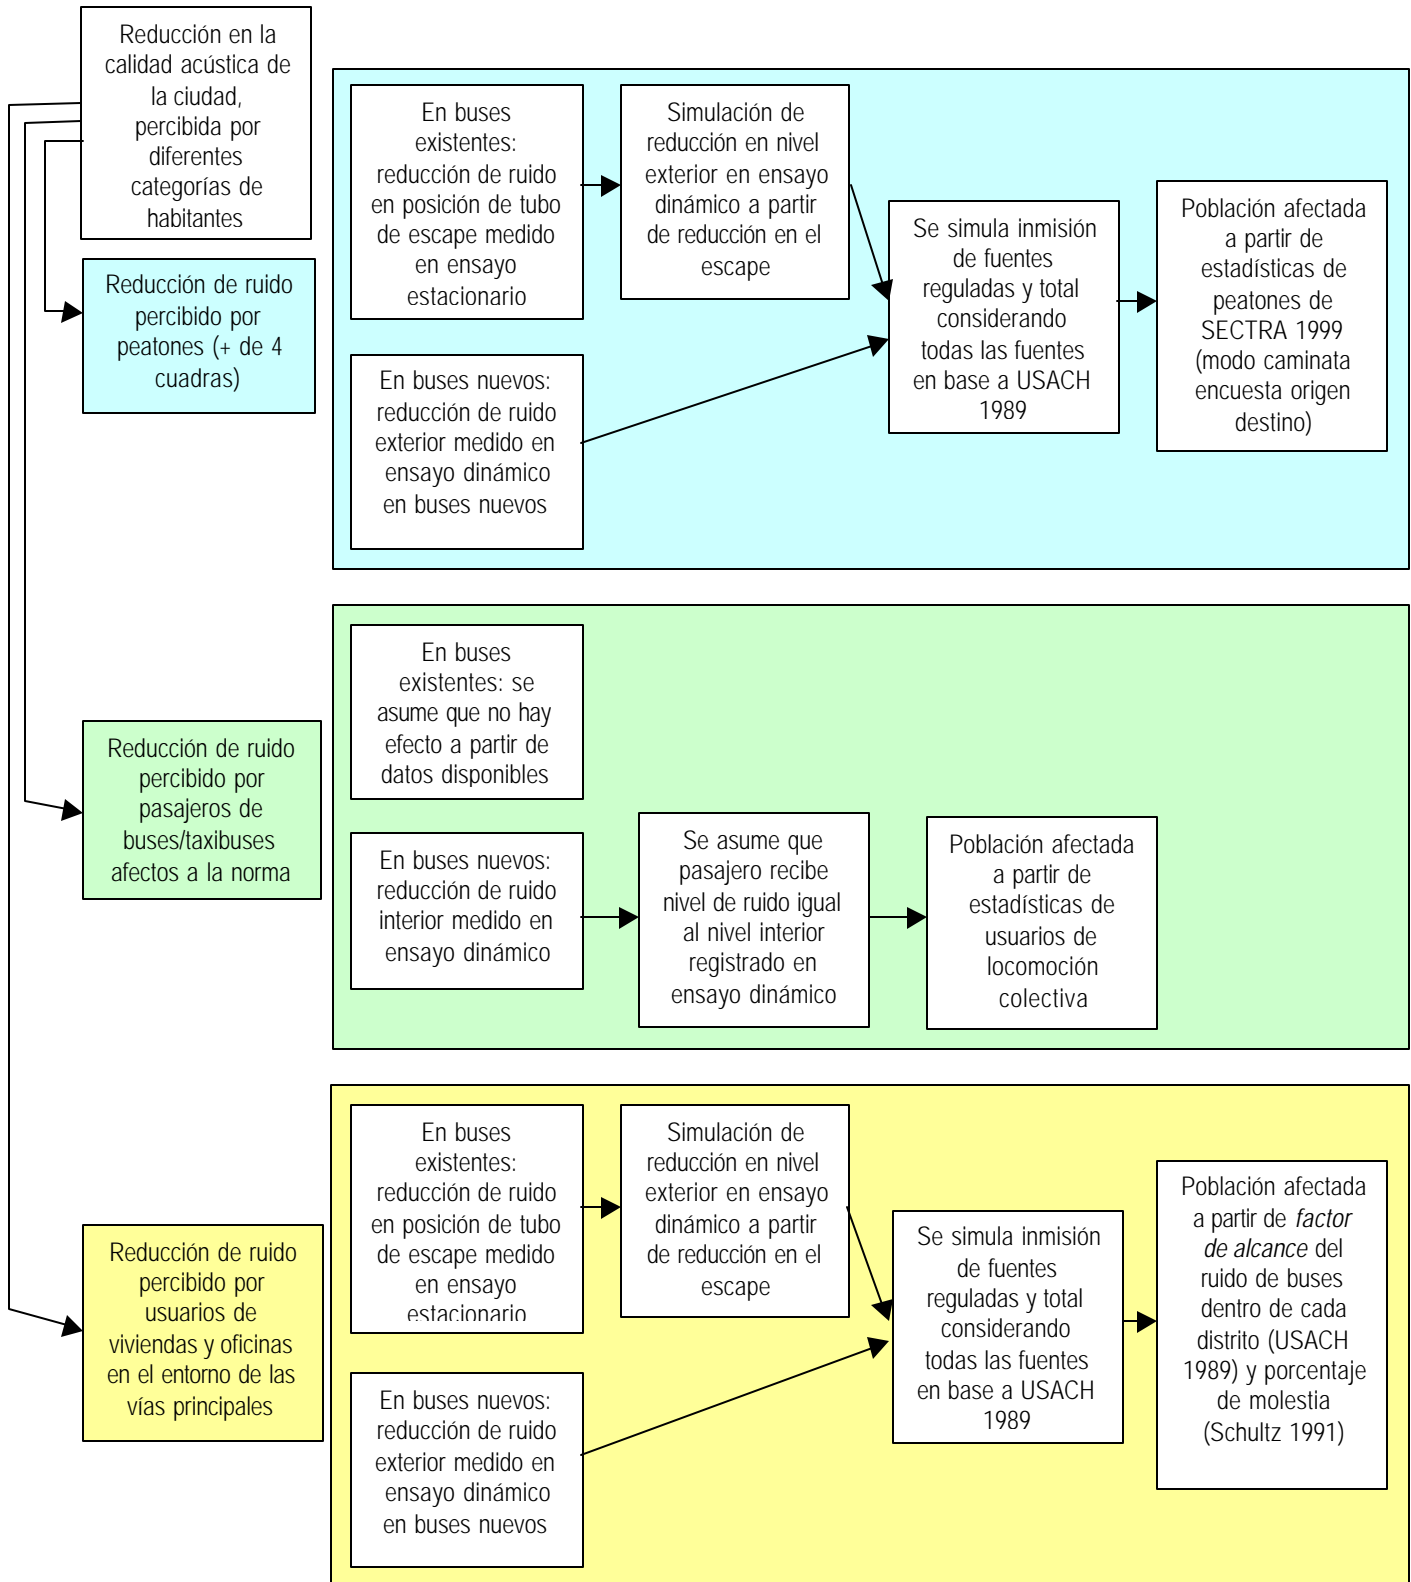 Reducción en la
calidad acústica de
la ciudad,
percibida por
diferentes
categorías de
habitantes
Reducción de ruido
percibido por
peatones (+ de 4
cuadras)
En buses
existentes:
reducción de ruido
en posición de tubo
de escape medido
en ensayo
estacionario
Simulación de
reducción en nivel
exterior en ensayo
dinámico a partir
de reducción en el
escape
En buses nuevos:
reducción de ruido
exterior medido en
ensayo dinámico
en buses nuevos
Se simula inmisión
de fuentes
reguladas y total
considerando
todas las fuentes
en base a USACH
1989
Población afectada
a partir de
estadísticas de
peatones de
SECTRA 1999
(modo caminata
encuesta origen
destino)
Reducción de ruido
percibido por
pasajeros de
buses/taxibuses
afectos a la norma
En buses
existentes: se
asume que no hay
efecto a partir de
datos disponibles
En buses nuevos:
reducción de ruido
interior medido en
ensayo dinámico
Se asume que
pasajero recibe
nivel de ruido igual
al nivel interior
registrado en
ensayo dinámico
Población afectada
a partir de
estadísticas de
usuarios de
locomoción
colectiva
Reducción de ruido
percibido por
usuarios de
viviendas y oficinas
en el entorno de las
vías principales
En buses
existentes:
reducción de ruido
en posición de tubo
de escape medido
en ensayo
estacionario
Simulación de
reducción en nivel
exterior en ensayo
dinámico a partir
de reducción en el
escape
En buses nuevos:
reducción de ruido
exterior medido en
ensayo dinámico
en buses nuevos
Se simula inmisión
de fuentes
reguladas y total
considerando
todas las fuentes
en base a USACH
1989
Población afectada
a partir de factor
de alcance del
ruido de buses
dentro de cada
distrito (USACH
1989) y porcentaje
de molestia
(Schultz 1991)